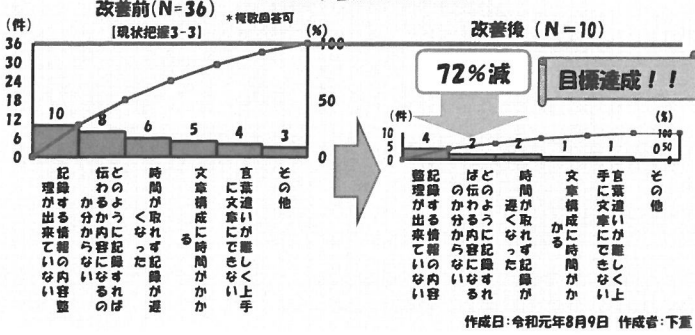 改善前(N=36)
*複数回答可
【現状把握3-3】
(件)
(%)
36
30
24
18
12
6
0
100
50
0
10
8
6
5
4
3
記録する情報の内容整
理が出来ていない
どのように記録すれば
伝わるか内容になるの
か分からない
時間が取れず記録が遅
くなった
文章構成に時間がかか
る
言葉遣いが難しく上手
に文章にできない
その他
改善後(N=10)
72%減
目標達成！！
(件)
(%)
10
5
0
100
50
0
4
2
2
1
1
0
記録する情報の内容
整理が出来ていない
どのように記録すれ
ば伝わる内容になる
のか分からない
時間が取れず記録が
遅くなった
文章構成に時間が
かる
言葉遣いが難しく上
手に文章にできない
その他
作成日:令和元年8月9日 作成者:下重